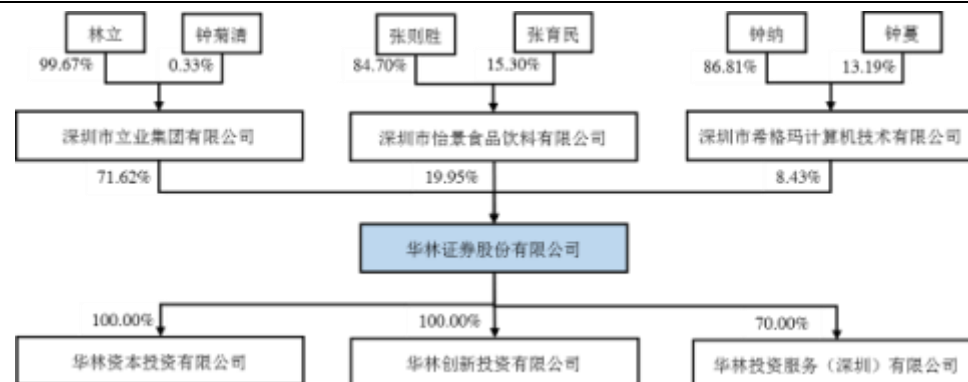 林立 钟菊清 张则胜 张育民 钟纳 钟蔓
99.67% 0.33% 84.70% 15.30% 86.81% 13.19%
深圳市立业集团有限公司 深圳市怡景食品饮料有限公司 深圳市希格玛计算机技术有限公司
71.62% 19.95% 8.43%
华林证券股份有限公司
100.00% 100.00% 70.00%
华林资本投资有限公司 华林创新投资有限公司 华林投资服务（深圳）有限公司